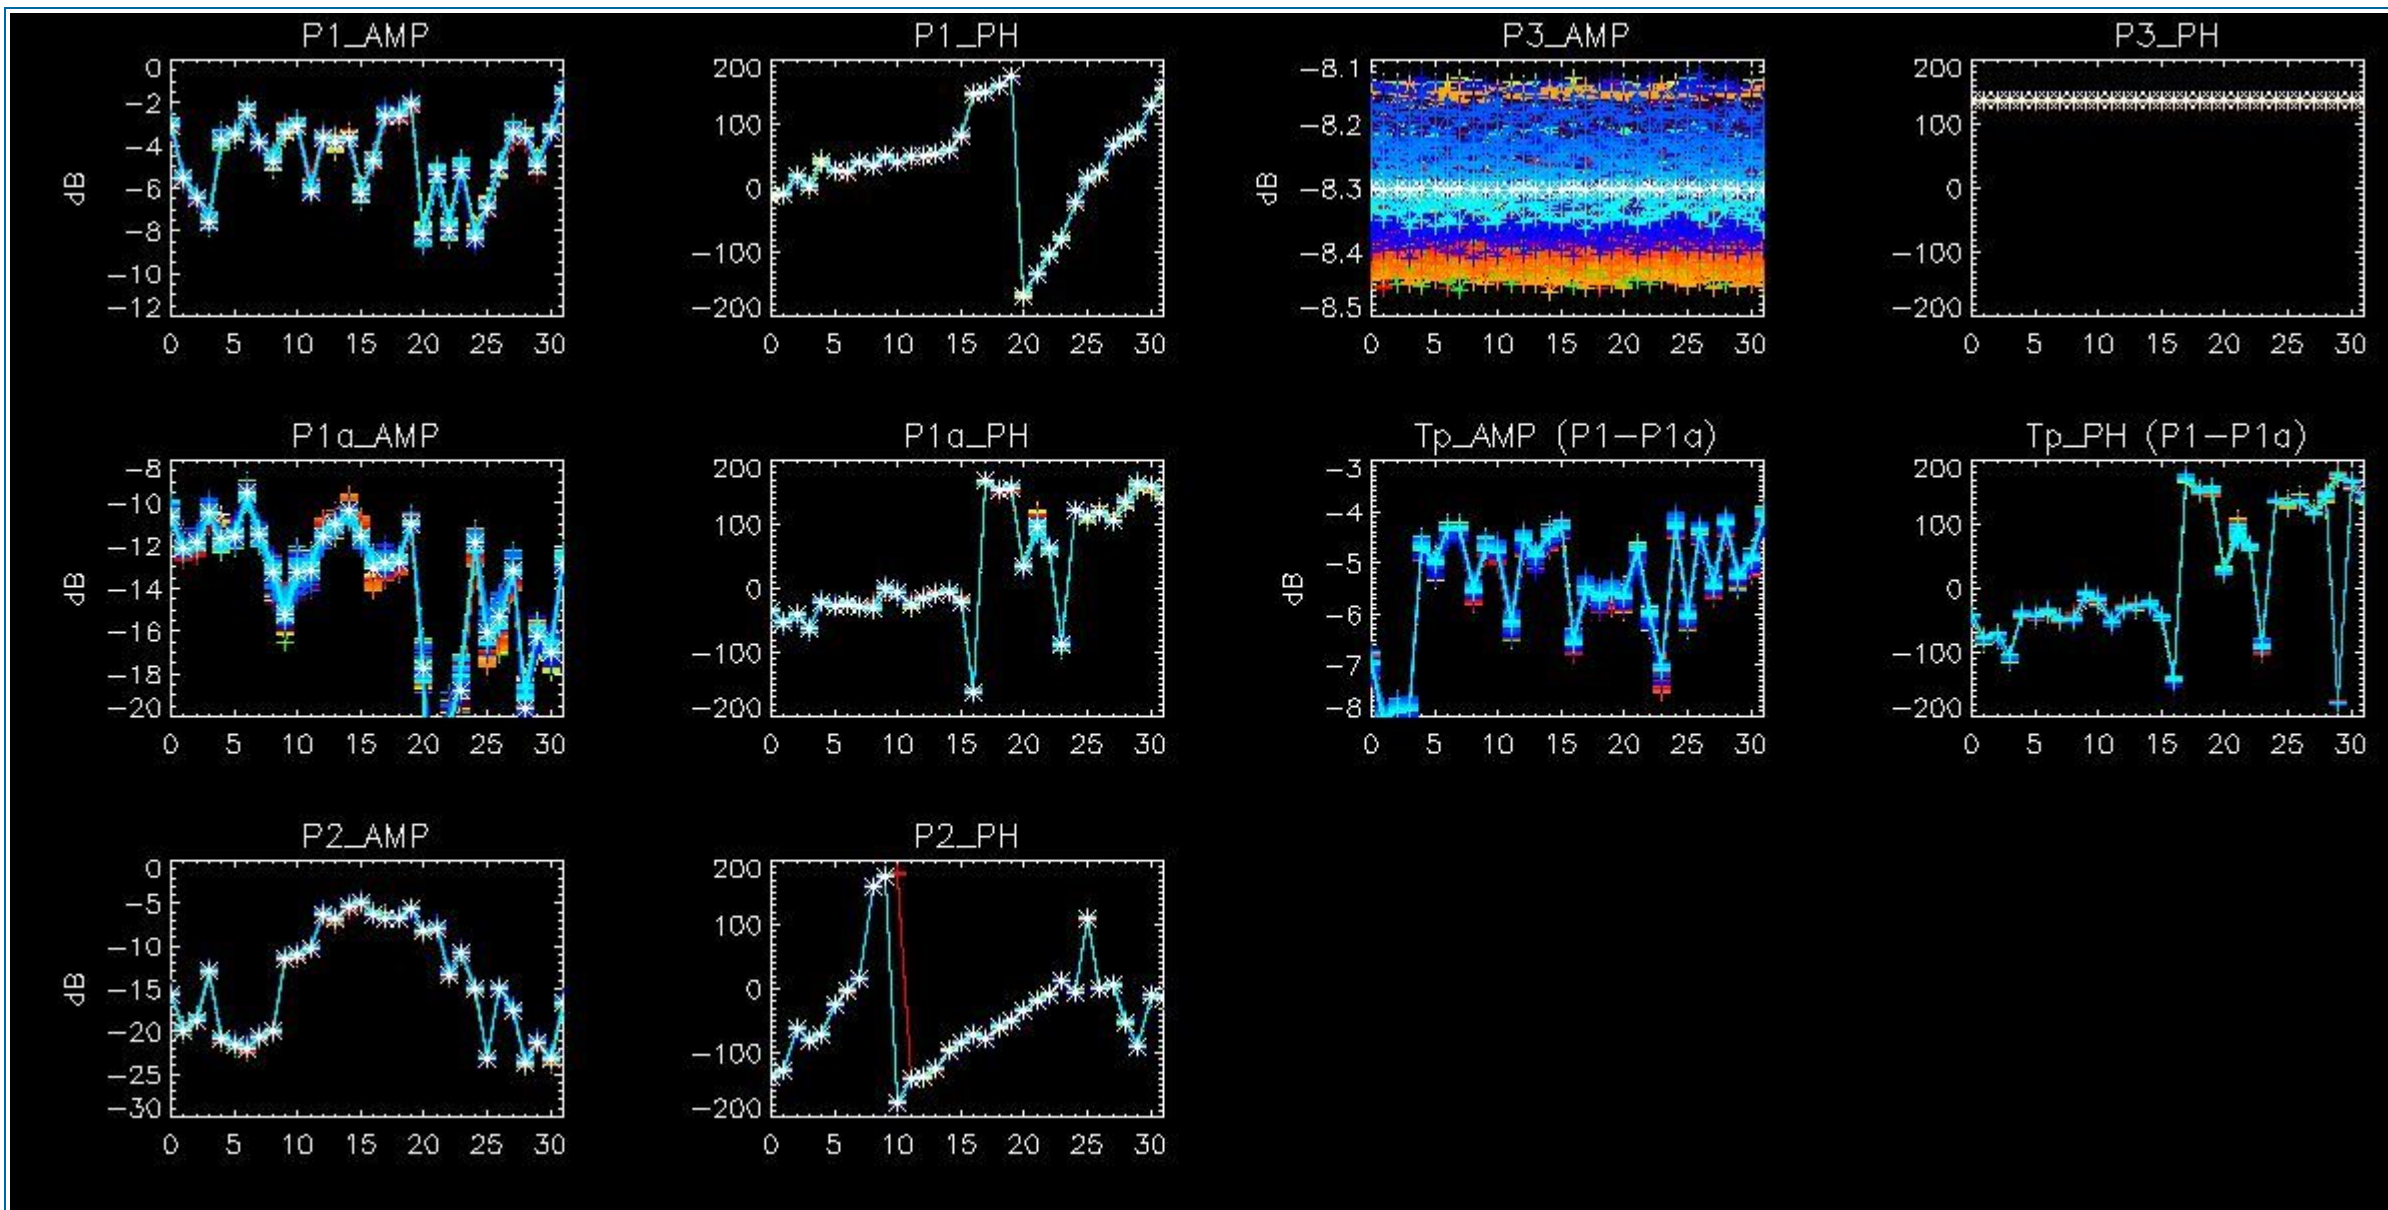 P1_AMP
0
−2
−4
−6
−8
−10
−12
dB
0 5 10 15 20 25 30
P1_PH
200
100
0
−100
−200
0 5 10 15 20 25 30
P3_AMP
−8.1
−8.2
−8.3
−8.4
−8.5
dB
0 5 10 15 20 25 30
P3_PH
200
100
0
−100
−200
0 5 10 15 20 25 30
P1a_AMP
−8
−10
−12
−14
−16
−18
−20
dB
0 5 10 15 20 25 30
P1a_PH
200
100
0
−100
−200
0 5 10 15 20 25 30
Tp_AMP (P1−P1a)
−3
−4
−5
−6
−7
−8
dB
0 5 10 15 20 25 30
Tp_PH (P1−P1a)
200
100
0
−100
−200
0 5 10 15 20 25 30
P2_AMP
0
−5
−10
−15
−20
−25
−30
dB
0 5 10 15 20 25 30
P2_PH
200
100
0
−100
−200
0 5 10 15 20 25 30